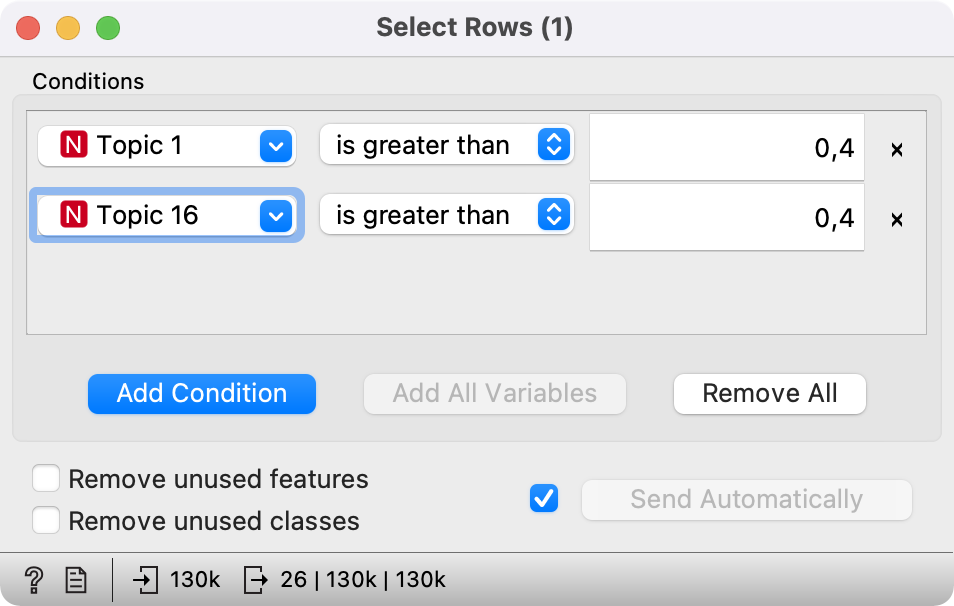 Select Rows (1)
Conditions
N Topic 1 is greater than 0,4 ×
N Topic 16 is greater than 0,4 ×
Add Condition Add All Variables Remove All
Remove unused features
Remove unused classes
Send Automatically
? 130k 26 | 130k | 130k